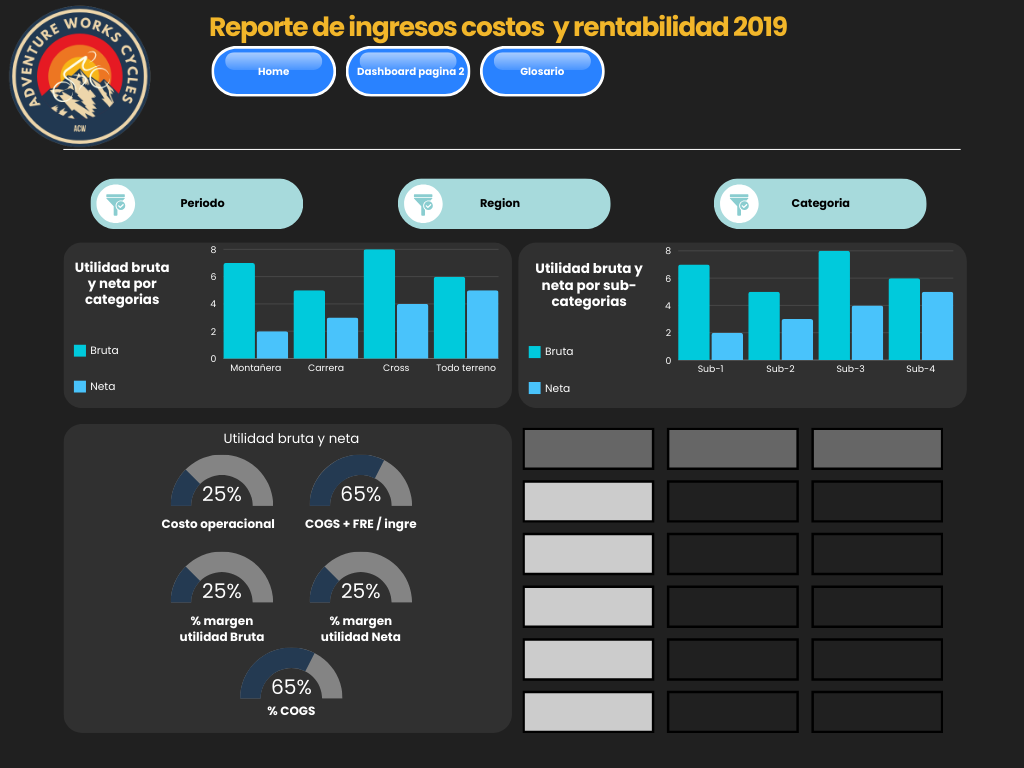 ADVENTURE WORKS CYCLES
ACW
Reporte de ingresos costos  y rentabilidad 2019
Home
Dashboard pagina 2
Glosario
Periodo
Region
Categoria
Utilidad bruta
y neta por
categorias
Bruta
Neta
8
6
4
2
0
Montañera
Carrera
Cross
Todo terreno
Utilidad bruta y
neta por sub-
categorias
Bruta
Neta
8
6
4
2
0
Sub-1
Sub-2
Sub-3
Sub-4
Utilidad bruta y neta
25%
Costo operacional
65%
COGS + FRE / ingre
25%
% margen
utilidad Bruta
25%
% margen
utilidad Neta
65%
% COGS